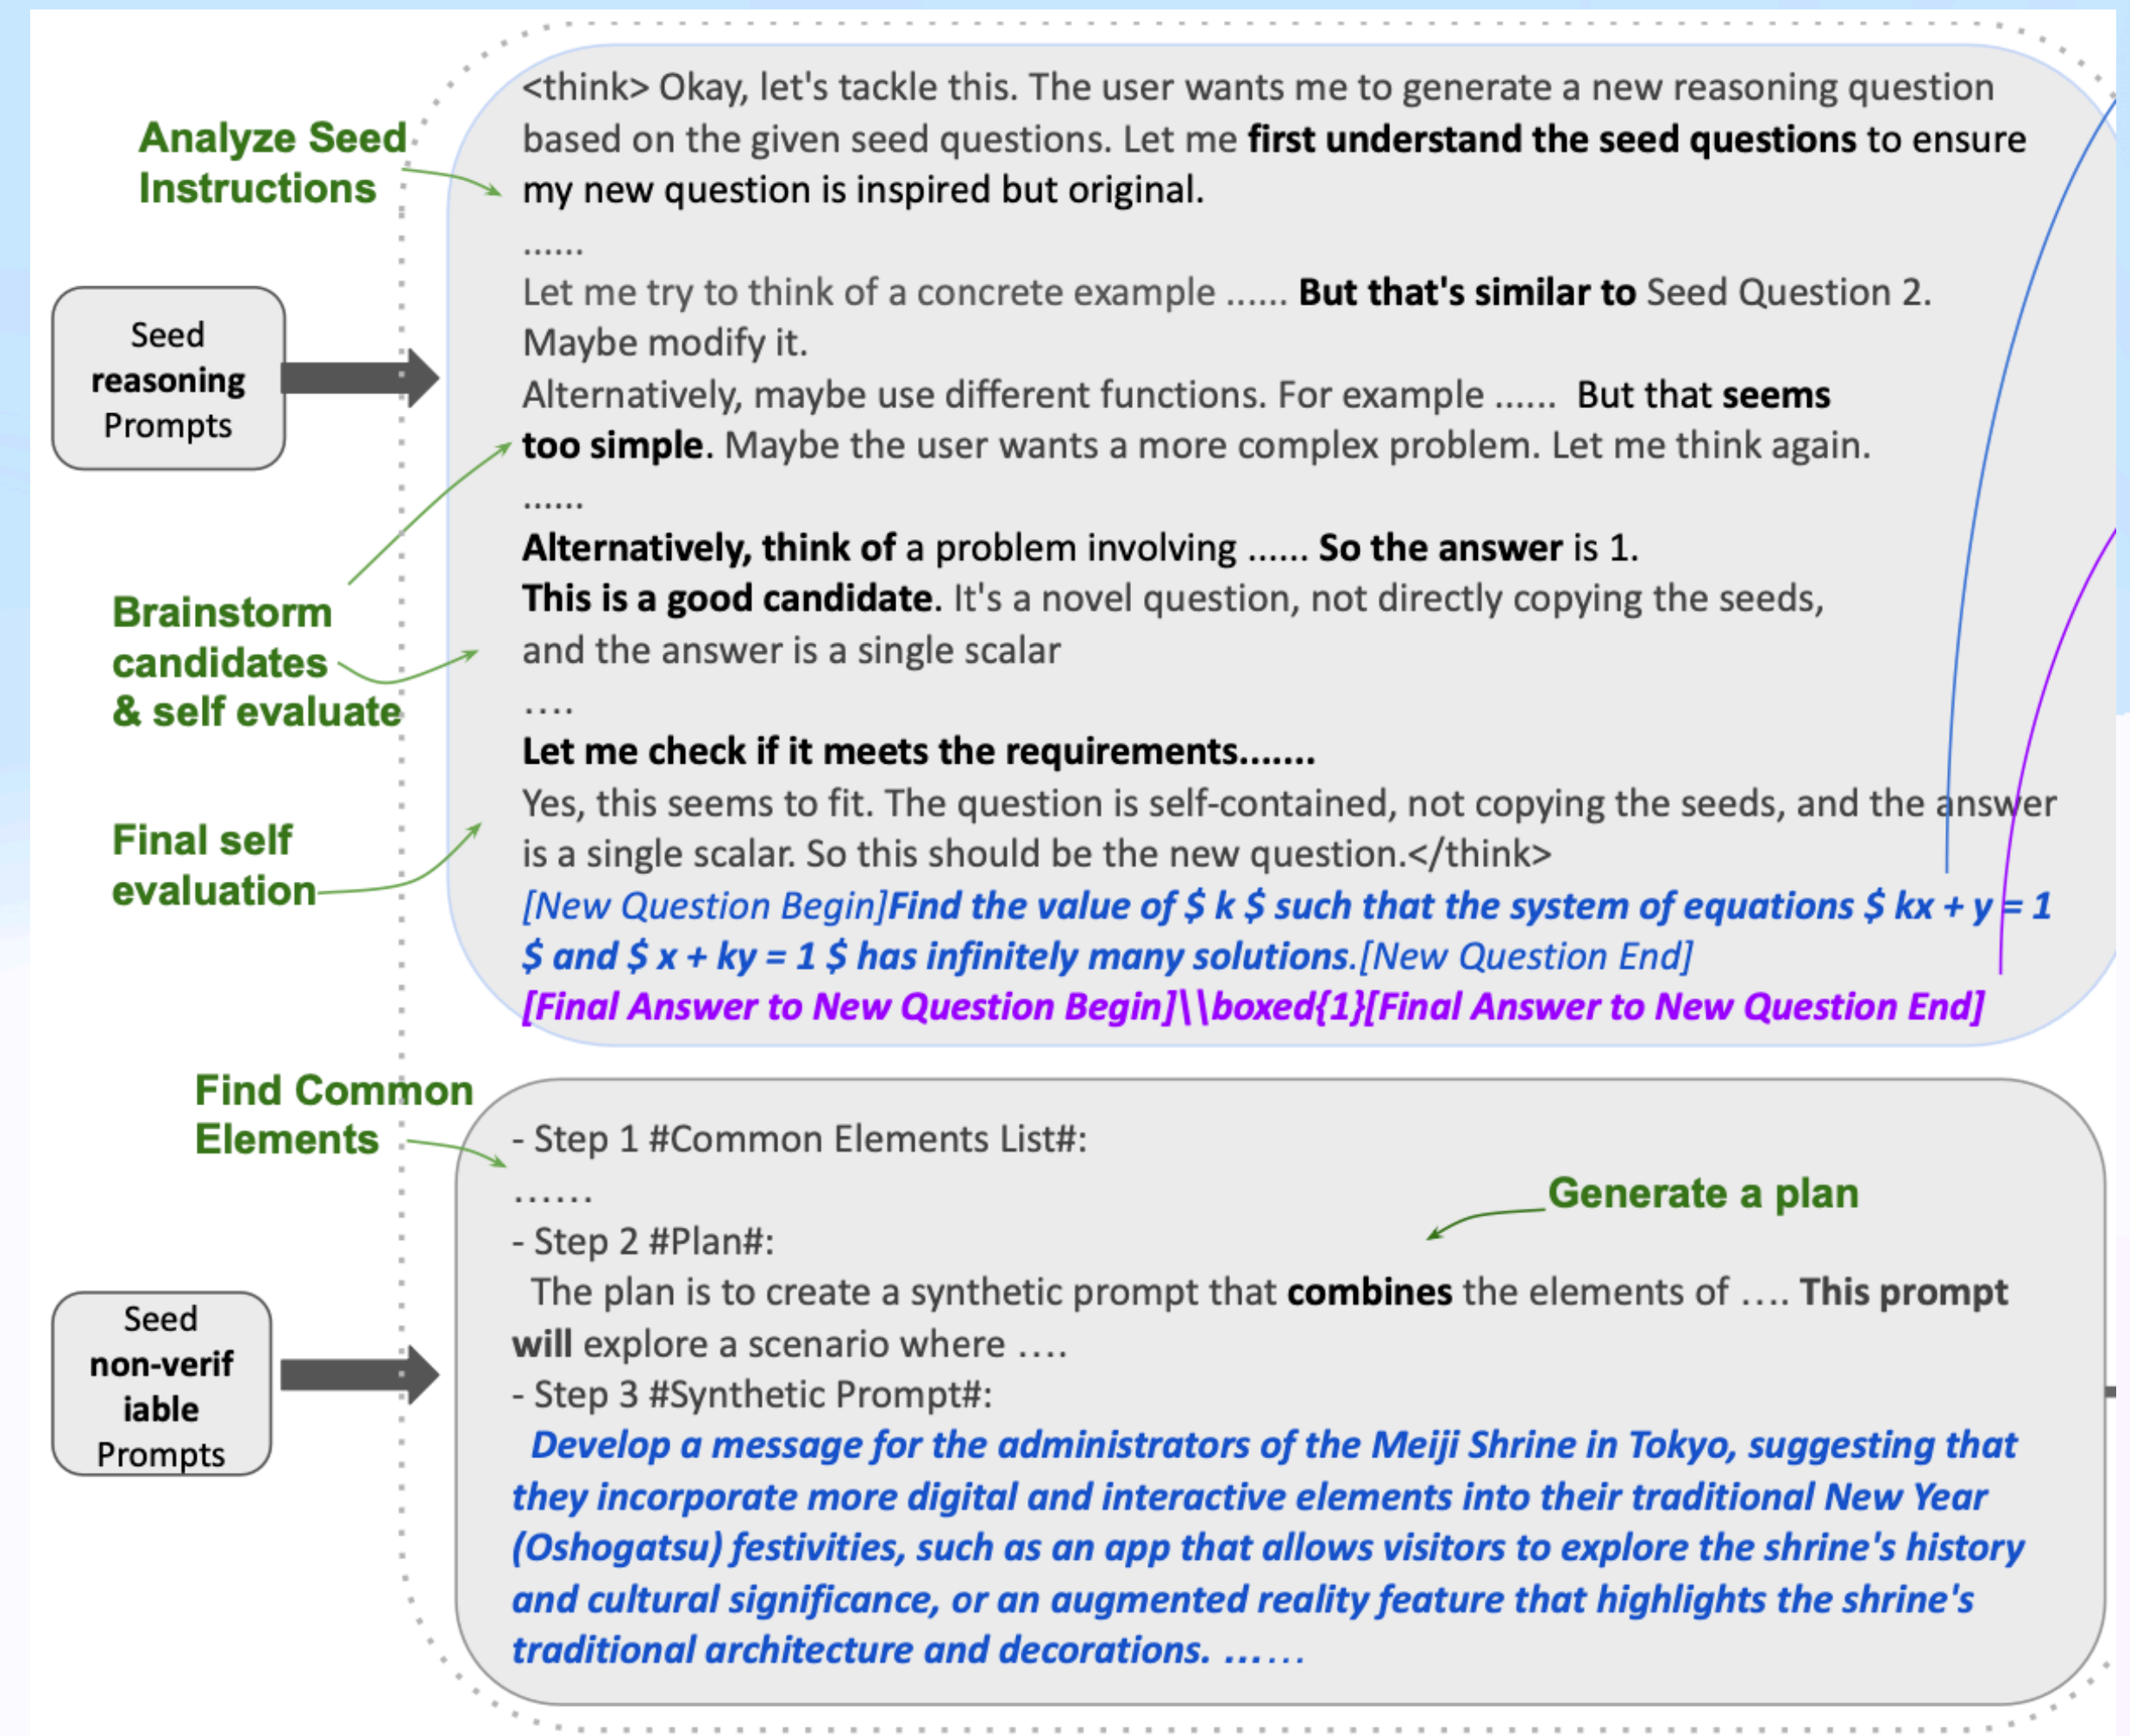 Analyze Seed
Instructions
<think> Okay, let's tackle this. The user wants me to generate a new reasoning question
based on the given seed questions. Let me first understand the seed questions to ensure
my new question is inspired but original.
......
Let me try to think of a concrete example ...... But that's similar to Seed Question 2.
Maybe modify it.
Alternatively, maybe use different functions. For example ...... But that seems
too simple. Maybe the user wants a more complex problem. Let me think again.
......
Alternatively, think of a problem involving ...... So the answer is 1.
This is a good candidate. It's a novel question, not directly copying the seeds,
and the answer is a single scalar
....
Let me check if it meets the requirements.......
Yes, this seems to fit. The question is self-contained, not copying the seeds, and the answer
is a single scalar. So this should be the new question.</think>
[New Question Begin]Find the value of $ k $ such that the system of equations $ kx + y = 1
$ and $ x + ky = 1 $ has infinitely many solutions.[New Question End]
[Final Answer to New Question Begin]\\boxed{1}[Final Answer to New Question End]
Seed
reasoning
Prompts
Brainstorm
candidates
& self evaluate
Final self
evaluation
Find Common
Elements
- Step 1 #Common Elements List#:
......
Generate a plan
- Step 2 #Plan#:
The plan is to create a synthetic prompt that combines the elements of .... This prompt
will explore a scenario where ....
- Step 3 #Synthetic Prompt#:
Develop a message for the administrators of the Meiji Shrine in Tokyo, suggesting that
they incorporate more digital and interactive elements into their traditional New Year
(Oshogatsu) festivities, such as an app that allows visitors to explore the shrine's history
and cultural significance, or an augmented reality feature that highlights the shrine's
traditional architecture and decorations. ......
Seed
non-verif
iable
Prompts